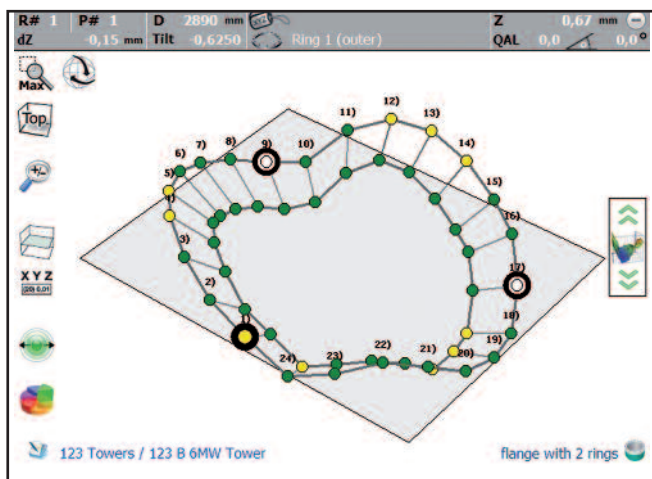 R# 1 P# 1 D 2890 mm Z 0,67 mm
dZ -0,15 mm Tilt -0,6250 Ring 1 (outer) QAL 0,0 0,0°
Max
Top
+/-
X Y Z
(20) 0,01
12)
11) 13)
14)
7) 8) 9) 10)
6)
5) 15)
4)
16)
3)
17)
2)
1) 18)
19)
24) 23) 22) 21) 20)
123 Towers / 123 B 6MW Tower flange with 2 rings